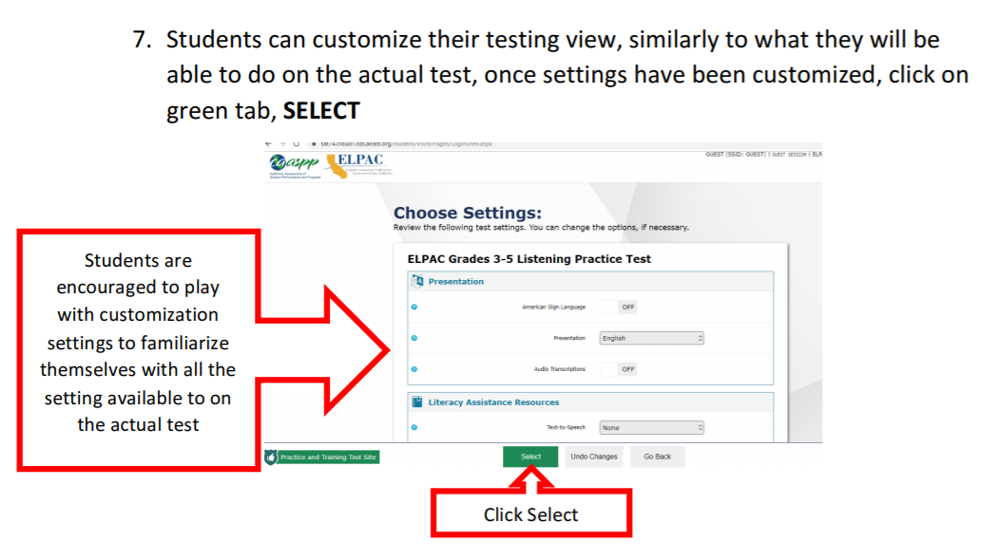 7. Students can customize their testing view, similarly to what they will be
able to do on the actual test, once settings have been customized, click on
green tab, SELECT
caaspp
ELPAC
GUEST (SSID: GUEST) | GUEST SESSION | ELPA
Choose Settings:
Review the following test settings. You can change the options, if necessary.
ELPAC Grades 3-5 Listening Practice Test
Presentation
American Sign Language OFF
Presentation English
Audio Transcriptions OFF
Literacy Assistance Resources
Text-to-Speech None
Practice and Training Test Site
Select Undo Changes Go Back
Students are
encouraged to play
with customization
settings to familiarize
themselves with all the
setting available to on
the actual test
Click Select